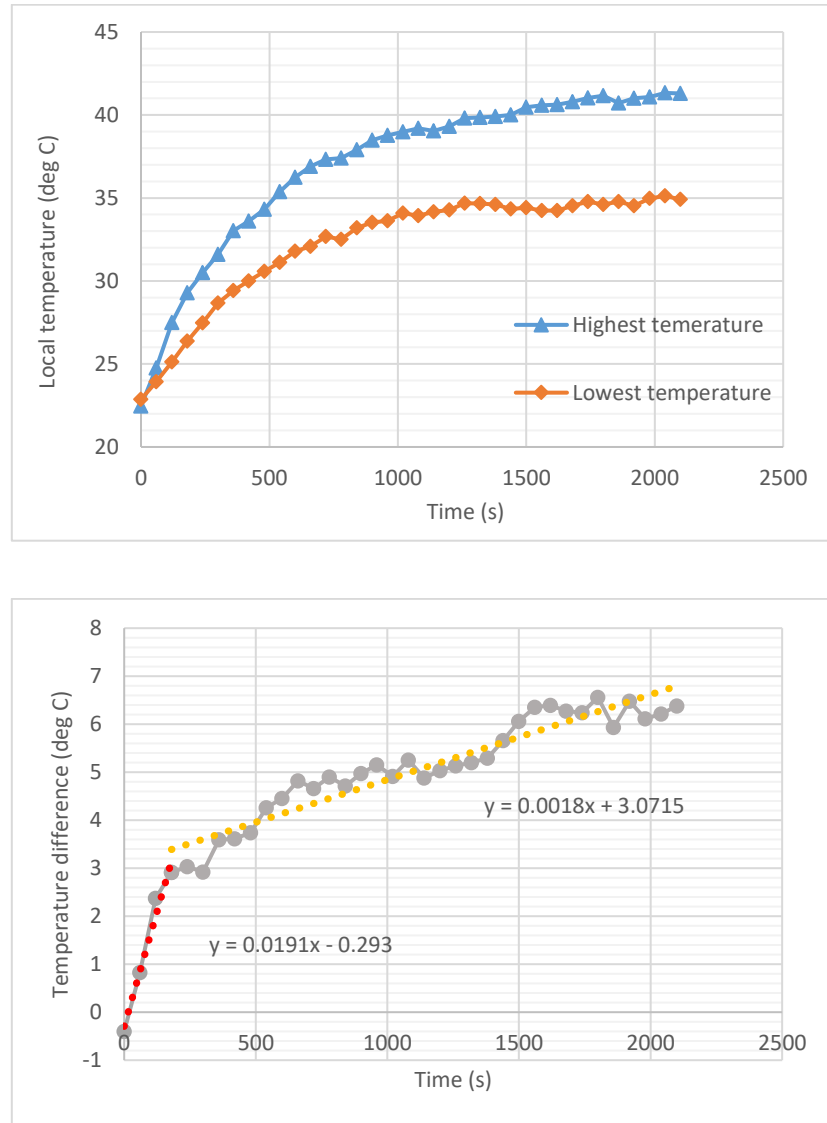 45
40
35
30
25
20
Local temperature (deg C)
Highest temerature
Lowest temperature
0 500 1000 1500 2000 2500
Time (s)
8
7
6
5
4
3
2
1
0
-1
Temperature difference (deg C)
y = 0.0018x + 3.0715
y = 0.0191x - 0.293
0 500 1000 1500 2000 2500
Time (s)